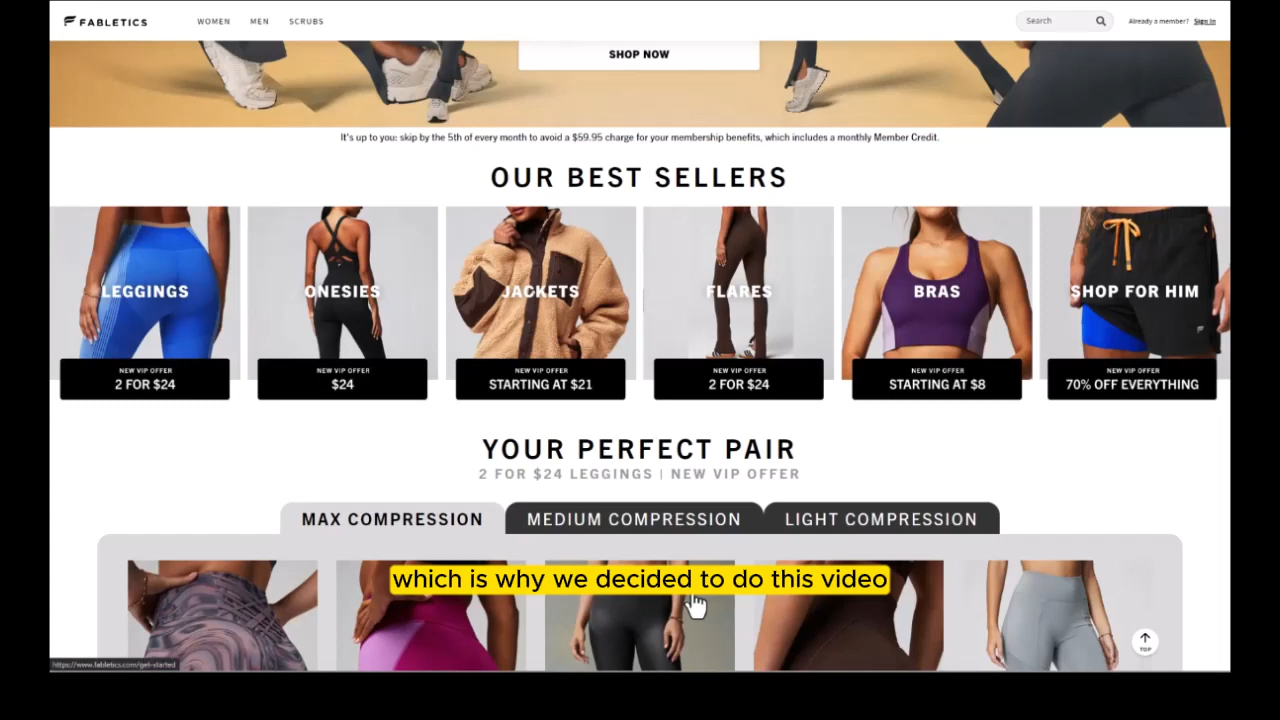 FABLETICS
WOMEN MEN SCRUBS
Search
Already a member? Sign In
SHOP NOW
It's up to you: skip by the 5th of every month to avoid a $59.95 charge for your membership benefits, which includes a monthly Member Credit.
OUR BEST SELLERS
LEGGINGS ONESIES JACKETS FLARES BRAS SHOP FOR HIM
NEW VIP OFFER NEW VIP OFFER NEW VIP OFFER NEW VIP OFFER NEW VIP OFFER NEW VIP OFFER
2 FOR $24 $24 STARTING AT $21 2 FOR $24 STARTING AT $8 70% OFF EVERYTHING
YOUR PERFECT PAIR
2 FOR $24 LEGGINGS | NEW VIP OFFER
MAX COMPRESSION MEDIUM COMPRESSION LIGHT COMPRESSION
which is why we decided to do this video
TOP
https://www.fabletics.com/get-started